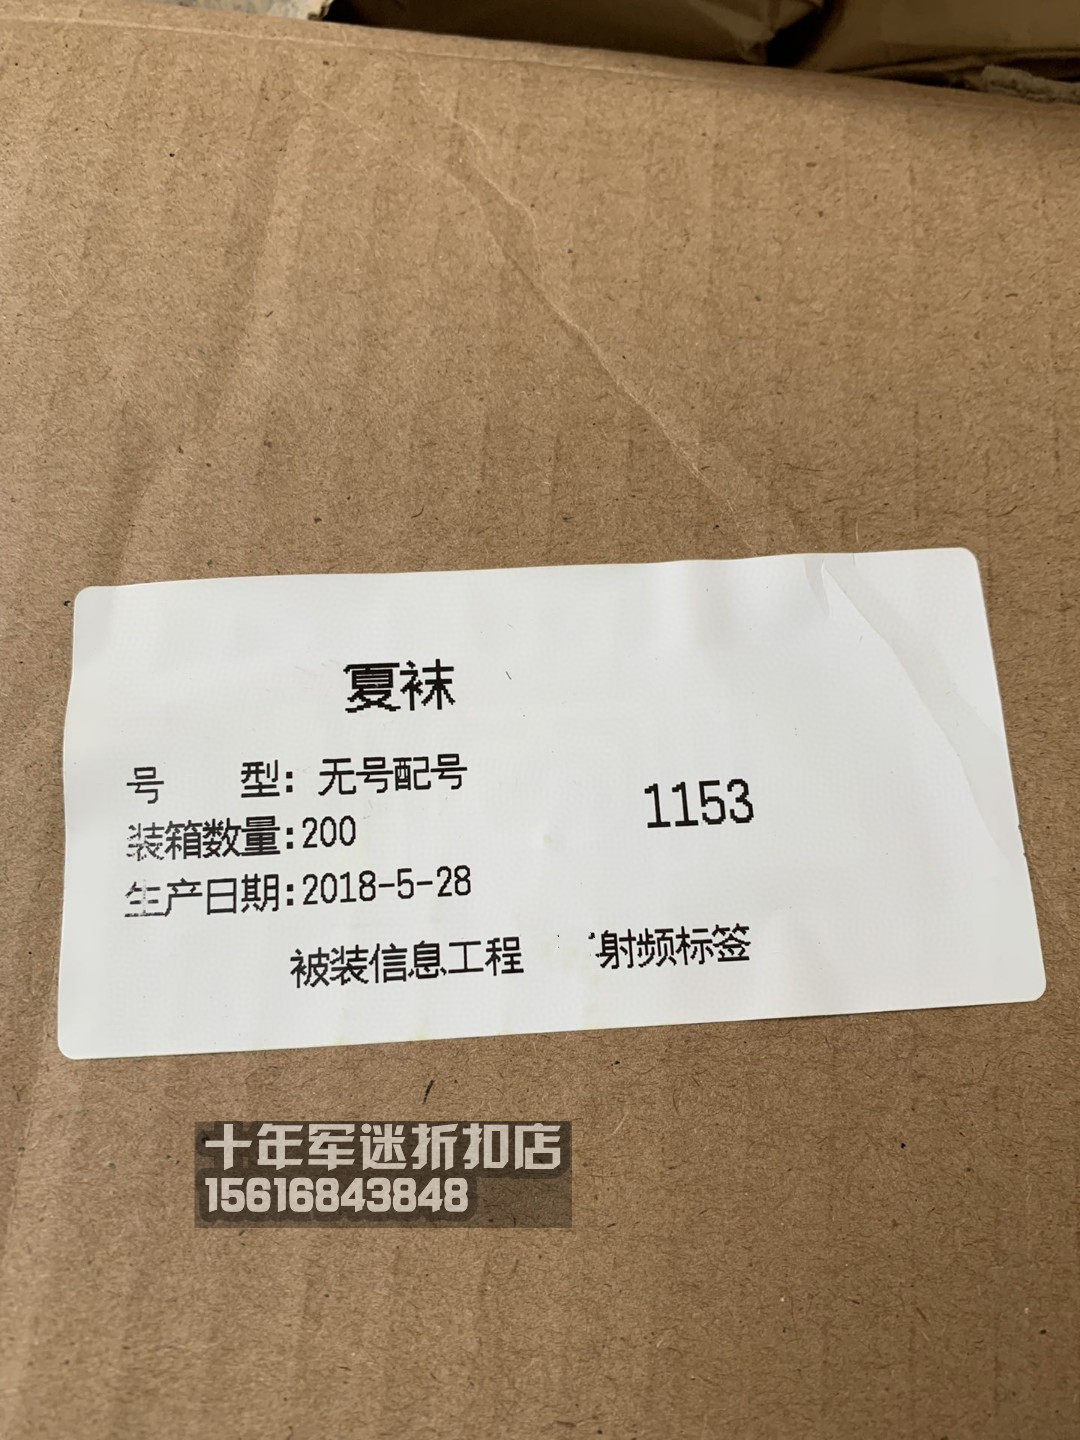 夏袜
号 型: 无号配号
1153
装箱数量:200
生产日期:2018-5-28
被装信息工程 射频标签
十年军迷折扣店
15616843848